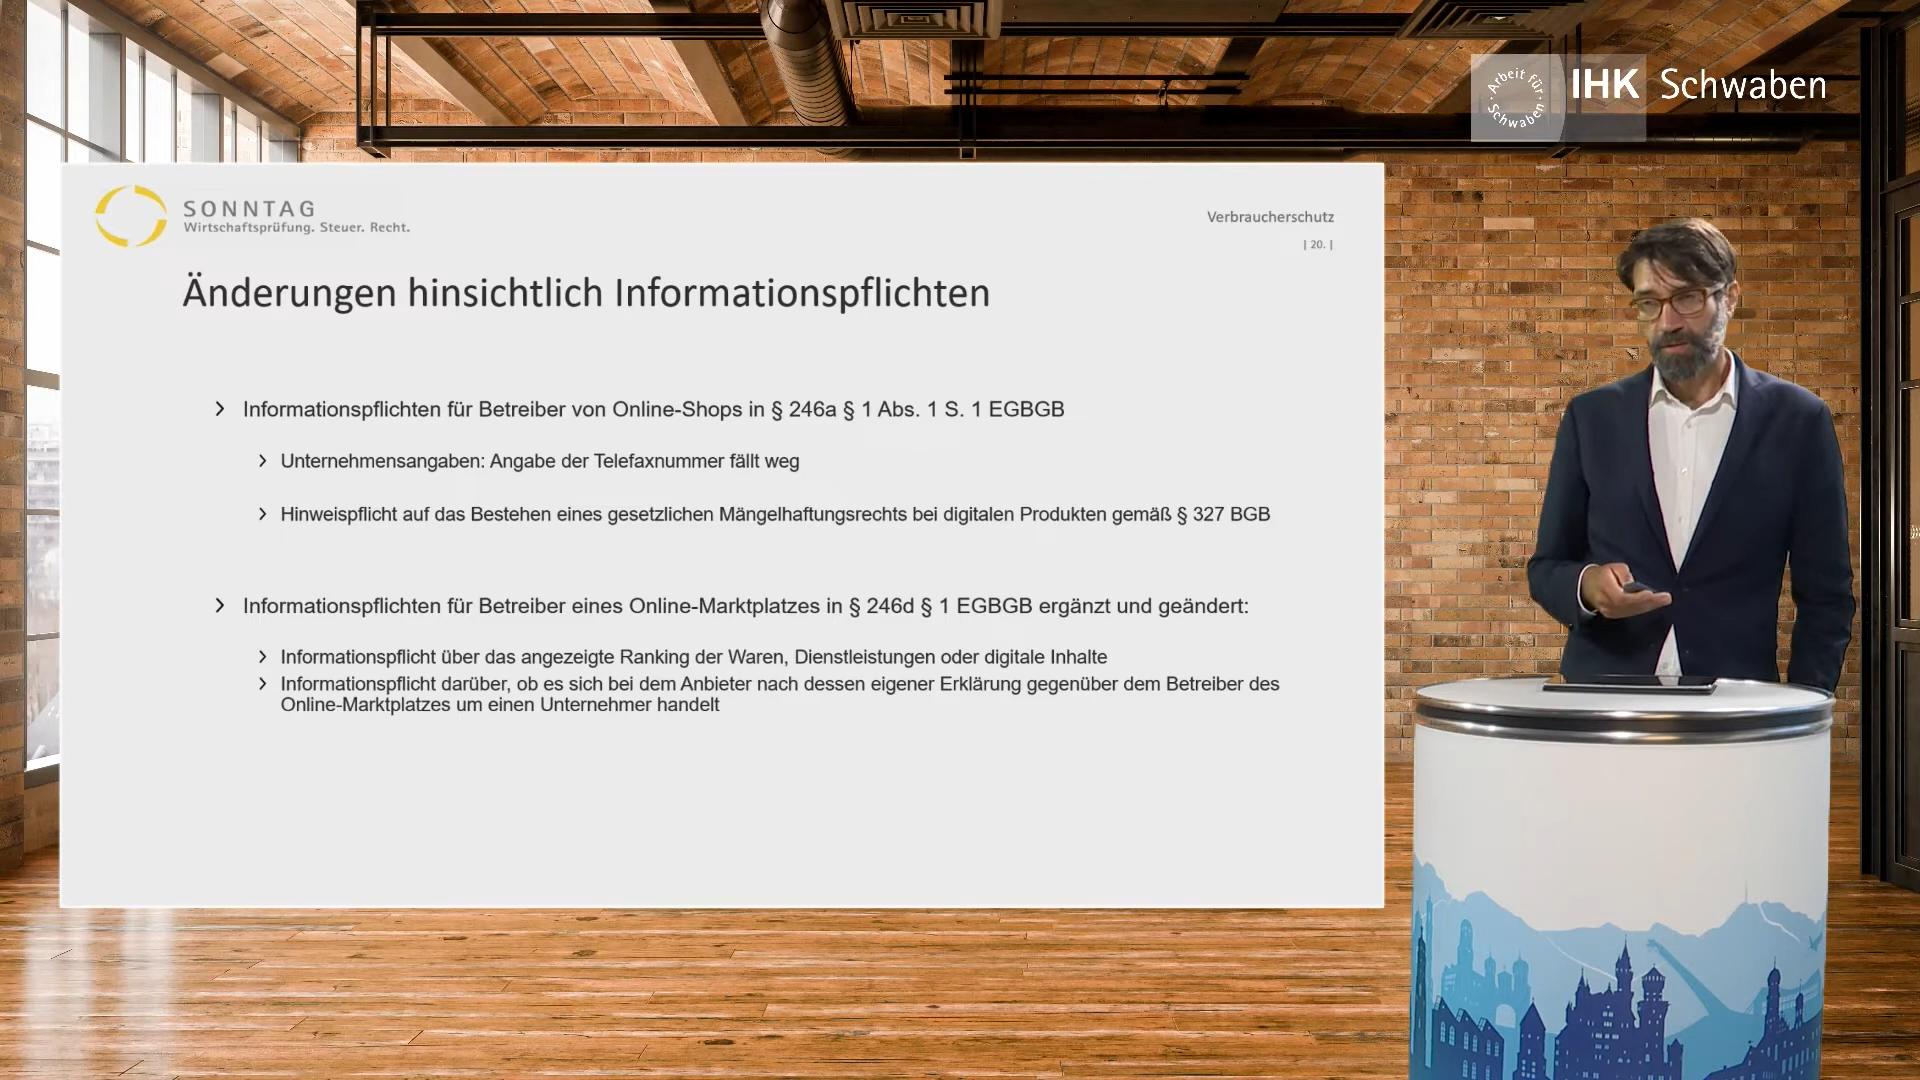 Arbeit für Schwaben
IHK Schwaben
SONNTAG
Wirtschaftsprüfung. Steuer. Recht.
Verbraucherschutz
| 20. |
Änderungen hinsichtlich Informationspflichten
Informationspflichten für Betreiber von Online-Shops in § 246a § 1 Abs. 1 S. 1 EGBGB
Unternehmensangaben: Angabe der Telefaxnummer fällt weg
Hinweispflicht auf das Bestehen eines gesetzlichen Mängelhaftungsrechts bei digitalen Produkten gemäß § 327 BGB
Informationspflichten für Betreiber eines Online-Marktplatzes in § 246d § 1 EGBGB ergänzt und geändert:
Informationspflicht über das angezeigte Ranking der Waren, Dienstleistungen oder digitale Inhalte
Informationspflicht darüber, ob es sich bei dem Anbieter nach dessen eigener Erklärung gegenüber dem Betreiber des
Online-Marktplatzes um einen Unternehmer handelt